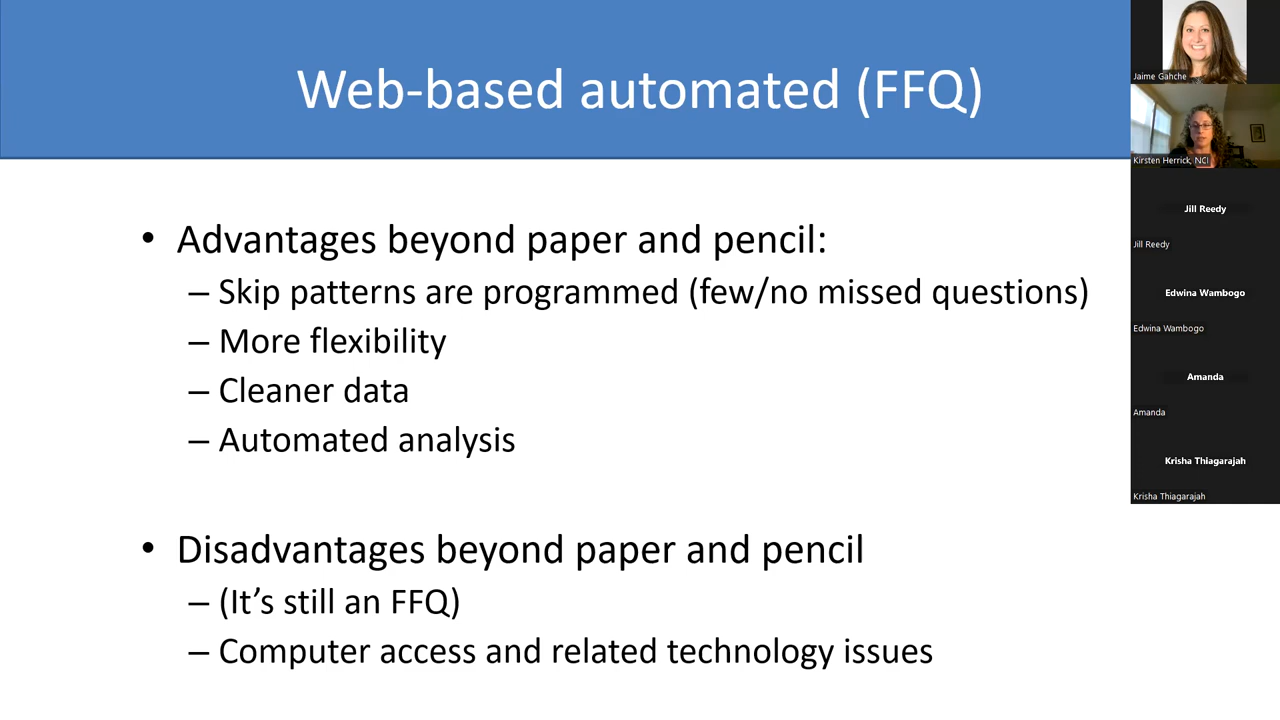 Web-based automated (FFQ)
• Advantages beyond paper and pencil:
– Skip patterns are programmed (few/no missed questions)
– More flexibility
– Cleaner data
– Automated analysis
• Disadvantages beyond paper and pencil
– (It’s still an FFQ)
– Computer access and related technology issues
Jaime Gahche
Kirsten Herrick, NCI
Jill Reedy
Jill Reedy
Edwina Wambogo
Edwina Wambogo
Amanda
Amanda
Krisha Thiagarajah
Krisha Thiagarajah